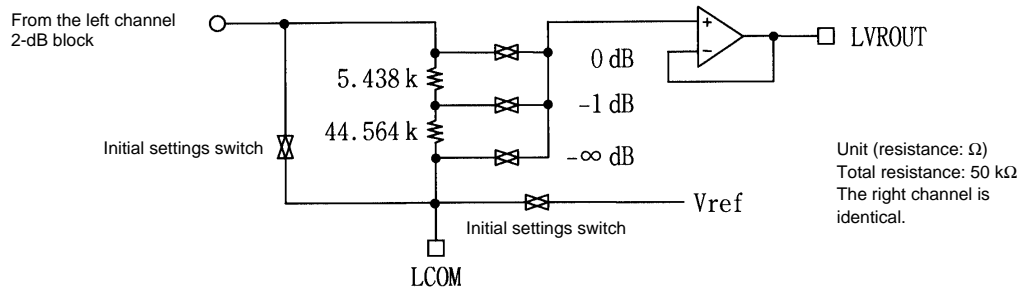 From the left channel
2-dB block
LVROUT
0 dB
5.438 k
-1 dB
44.564 k
Initial settings switch
-∞ dB
Unit (resistance: Ω)
Total resistance: 50 kΩ
The right channel is
identical.
Vref
Initial settings switch
LCOM